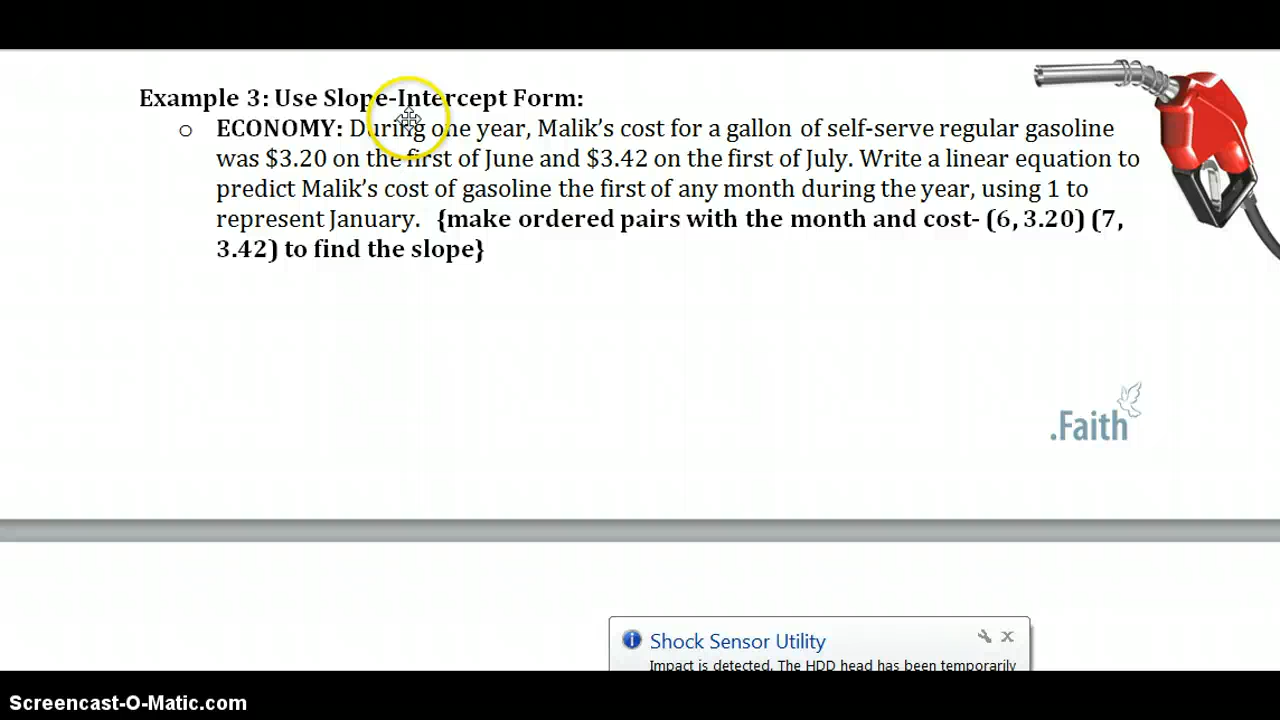 Example 3: Use Slope-Intercept Form:
o ECONOMY: During one year, Malik’s cost for a gallon of self-serve regular gasoline
was $3.20 on the first of June and $3.42 on the first of July. Write a linear equation to
predict Malik’s cost of gasoline the first of any month during the year, using 1 to
represent January. {make ordered pairs with the month and cost- (6, 3.20) (7,
3.42) to find the slope}
.Faith
Shock Sensor Utility
Impact is detected. The HDD head has been temporarily
Screencast-O-Matic.com